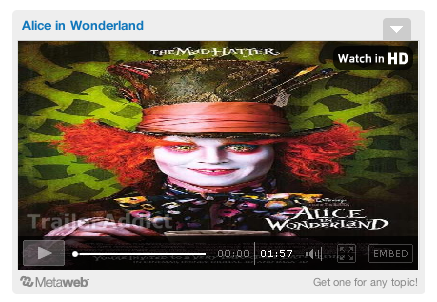 Alice in Wonderland
THE MAD HATTER
Watch in HD
TrailerAddict
Disney
ALICE
IN
WONDERLAND
00:00 01:57 EMBED
Metaweb
Get one for any topic!